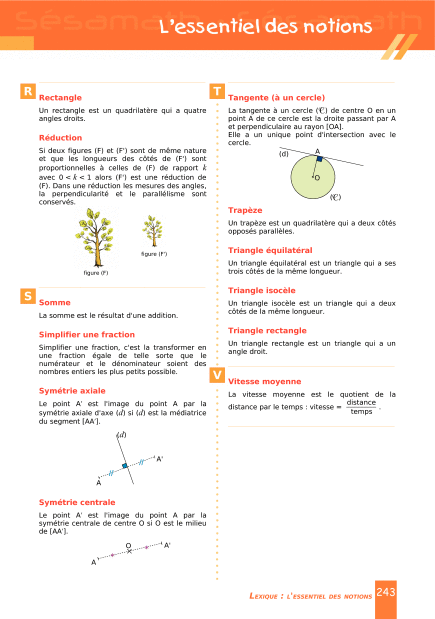 Sésamath
L'essentiel des notions
R
Rectangle
Un rectangle est un quadrilatère qui a quatre
angles droits.
Réduction
Si deux figures (F) et (F') sont de même nature
et que les longueurs des côtés de (F') sont
proportionnelles à celles de (F) de rapport k
avec 0 < k < 1 alors (F') est une réduction de
(F). Dans une réduction les mesures des angles,
la perpendicularité et le parallélisme sont
conservés.
figure (F')
figure (F)
S
Somme
La somme est le résultat d'une addition.
Simplifier une fraction
Simplifier une fraction, c'est la transformer en
une fraction égale de telle sorte que le
numérateur et le dénominateur soient des
nombres entiers les plus petits possible.
Symétrie axiale
Le point A' est l'image du point A par la
symétrie axiale d'axe (d) si (d) est la médiatrice
du segment [AA'].
(d)
A'
A
Symétrie centrale
Le point A' est l'image du point A par la
symétrie centrale de centre O si O est le milieu
de [AA'].
O
A'
A
T
Tangente (à un cercle)
La tangente à un cercle (𝒞) de centre O en un
point A de ce cercle est la droite passant par A
et perpendiculaire au rayon [OA].
Elle a un unique point d'intersection avec le
cercle.
(d)
A
O
(𝒞)
Trapèze
Un trapèze est un quadrilatère qui a deux côtés
opposés parallèles.
Triangle équilatéral
Un triangle équilatéral est un triangle qui a ses
trois côtés de la même longueur.
Triangle isocèle
Un triangle isocèle est un triangle qui a deux
côtés de la même longueur.
Triangle rectangle
Un triangle rectangle est un triangle qui a un
angle droit.
V
Vitesse moyenne
La vitesse moyenne est le quotient de la
distance par le temps : vitesse = distance
temps .
LEXIQUE : L'ESSENTIEL DES NOTIONS 243